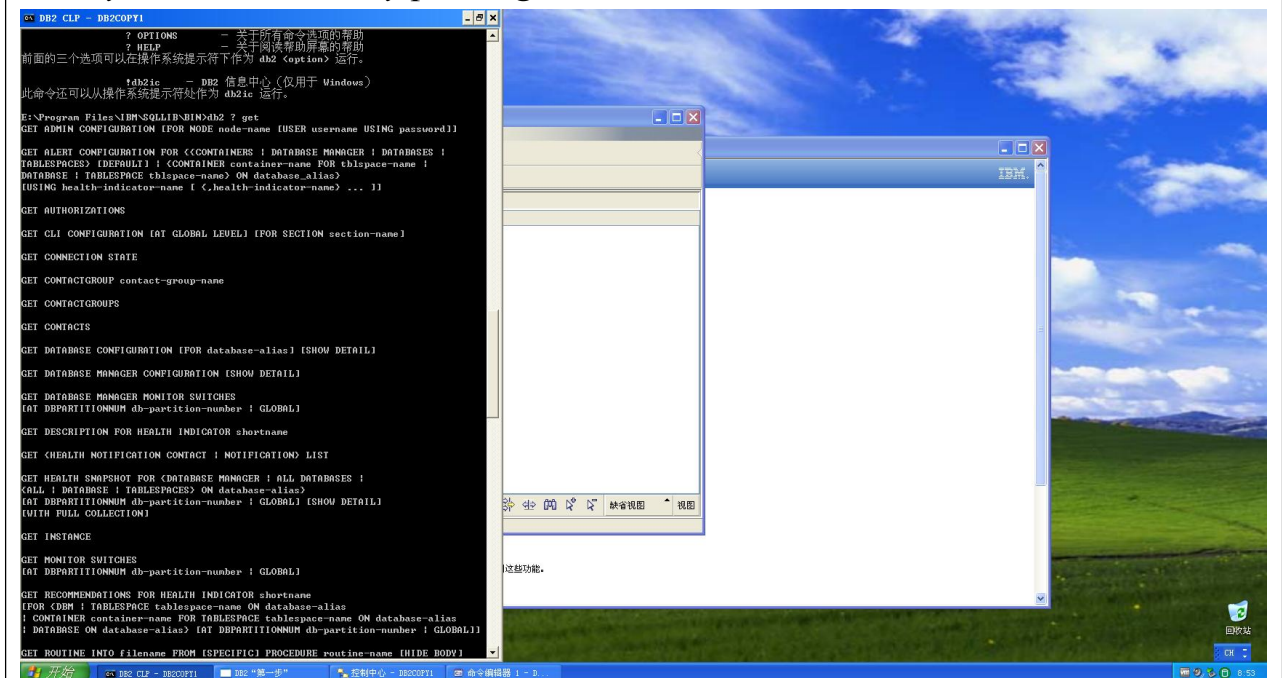 DB2 CLP - DB2COPY1
? OPTIONS - 关于所有命令选项的帮助
? HELP - 关于阅读帮助屏幕的帮助
前面的三个选项可以在操作系统提示符下作为 db2 <option> 运行。
!db2ic - DB2 信息中心（仅用于 Windows）
此命令还可以从操作系统提示符处作为 db2ic 运行。
E:\Program Files\IBM\SQLLIB\BIN>db2 ? get
GET ADMIN CONFIGURATION [FOR NODE node-name [USER username USING password]]
GET ALERT CONFIGURATION FOR <<CONTAINERS | DATABASE MANAGER | DATABASES |
TABLESPACES> [DEFAULT] | <CONTAINER container-name FOR tblspace-name |
DATABASE | TABLESPACE tblspace-name> ON database_alias>
[USING health-indicator-name [ <,health-indicator-name> ... ]]
GET AUTHORIZATIONS
GET CLI CONFIGURATION [AT GLOBAL LEVEL] [FOR SECTION section-name]
GET CONNECTION STATE
GET CONTACTGROUP contact-group-name
GET CONTACTGROUPS
GET CONTACTS
GET DATABASE CONFIGURATION [FOR database-alias] [SHOW DETAIL]
GET DATABASE MANAGER CONFIGURATION [SHOW DETAIL]
GET DATABASE MANAGER MONITOR SWITCHES
[AT DBPARTITIONNUM db-partition-number | GLOBAL]
GET DESCRIPTION FOR HEALTH INDICATOR shortname
GET <HEALTH NOTIFICATION CONTACT | NOTIFICATION> LIST
GET HEALTH SNAPSHOT FOR <DATABASE MANAGER | ALL DATABASES |
<ALL | DATABASE | TABLESPACES> ON database-alias>
[AT DBPARTITIONNUM db-partition-number | GLOBAL] [SHOW DETAIL]
[WITH FULL COLLECTION]
GET INSTANCE
GET MONITOR SWITCHES
[AT DBPARTITIONNUM db-partition-number | GLOBAL]
GET RECOMMENDATIONS FOR HEALTH INDICATOR shortname
[FOR <DBM | TABLESPACE tablespace-name ON database-alias
| CONTAINER container-name FOR TABLESPACE tablespace-name ON database-alias
| DATABASE ON database-alias> [AT DBPARTITIONNUM db-partition-number | GLOBAL]]
GET ROUTINE INTO filename FROM [SPECIFIC] PROCEDURE routine-name [HIDE BODY]
IBM.
缺省视图 视图
这些功能。
回收站
CH
开始 DB2 CLP - DB2COPY1 DB2 “第一步” 控制中心 - DB2COPY1 命令编辑器 1 - D... 8:53